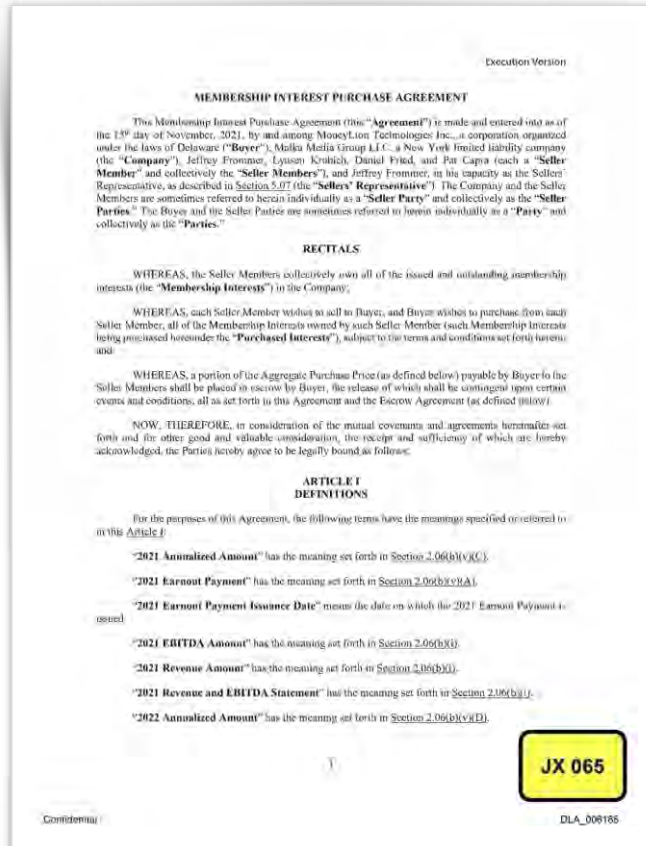 Execution Version
MEMBERSHIP INTEREST PURCHASE AGREEMENT
This Membership Interest Purchase Agreement (this "Agreement") is made and entered into as of
the 15th day of November, 2021, by and among MoneyLion Technologies Inc., a corporation organized
under the laws of Delaware ("Buyer"), Malka Media Group LLC, a New York limited liability company
(the "Company"), Jeffrey Frommer, Lyusen Krubich, Daniel Fried, and Pat Capra (each a "Seller
Member" and collectively the "Seller Members"), and Jeffrey Frommer, in his capacity as the Sellers'
Representative, as described in Section 5.07 (the "Sellers' Representative"). The Company and the Seller
Members are sometimes referred to herein individually as a "Seller Party" and collectively as the "Seller
Parties." The Buyer and the Seller Parties are sometimes referred to herein individually as a "Party" and
collectively as the "Parties."
RECITALS
WHEREAS, the Seller Members collectively own all of the issued and outstanding membership
interests (the "Membership Interests") in the Company;
WHEREAS, each Seller Member wishes to sell to Buyer, and Buyer wishes to purchase from each
Seller Member, all of the Membership Interests owned by such Seller Member (such Membership Interests
being purchased hereunder the "Purchased Interests"), subject to the terms and conditions set forth herein;
and
WHEREAS, a portion of the Aggregate Purchase Price (as defined below) payable by Buyer to the
Seller Members shall be placed in escrow by Buyer, the release of which shall be contingent upon certain
events and conditions, all as set forth in this Agreement and the Escrow Agreement (as defined below).
NOW, THEREFORE, in consideration of the mutual covenants and agreements hereinafter set
forth and for other good and valuable consideration, the receipt and sufficiency of which are hereby
acknowledged, the Parties hereby agree to be legally bound as follows:
ARTICLE I
DEFINITIONS
For the purposes of this Agreement, the following terms have the meanings specified or referred to
in this Article I:
"2021 Annualized Amount" has the meaning set forth in Section 2.06(b)(v)(C).
"2021 Earnout Payment" has the meaning set forth in Section 2.06(b)(v)(A).
"2021 Earnout Payment Issuance Date" means the date on which the 2021 Earnout Payment is
issued.
"2021 EBITDA Amount" has the meaning set forth in Section 2.06(b)(i).
"2021 Revenue Amount" has the meaning set forth in Section 2.06(b)(i).
"2021 Revenue and EBITDA Statement" has the meaning set forth in Section 2.06(b)(i).
"2022 Annualized Amount" has the meaning set forth in Section 2.06(b)(v)(D).
1
JX 065
Confidential
DLA_006185